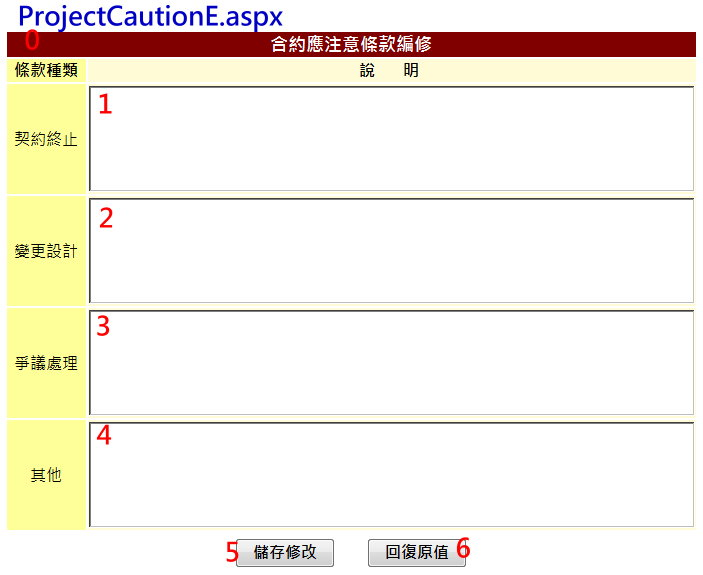 ProjectCautionE.aspx
0 合約應注意條款編修
條款種類 說 明
契約終止 1
變更設計 2
爭議處理 3
其他 4
5 儲存修改 回復原值 6